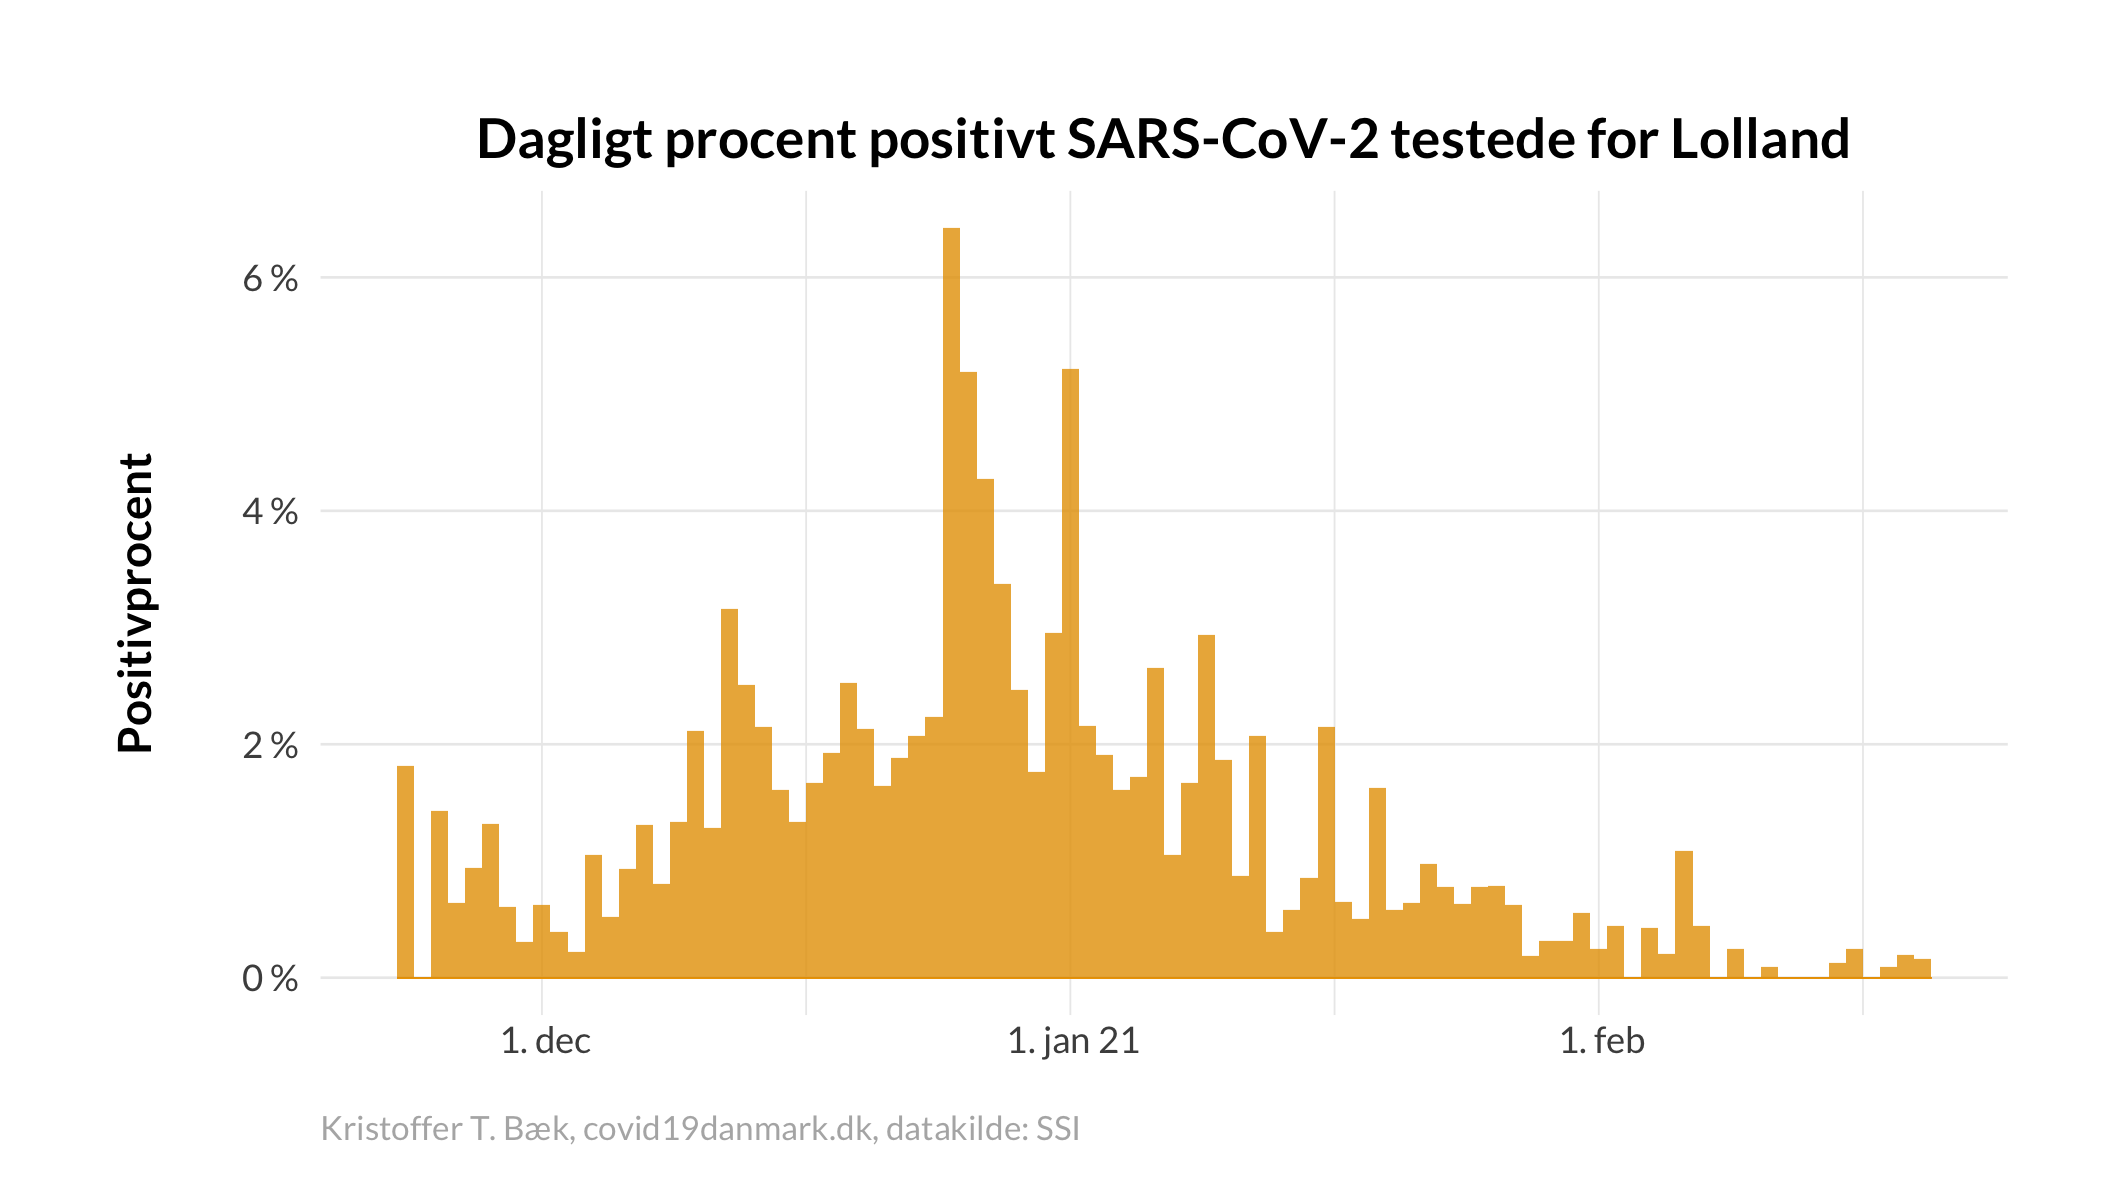 Dagligt procent positivt SARS-CoV-2 testede for Lolland
Positivprocent
6 %
4 %
2 %
0 %
1. dec
1. jan 21
1. feb
Kristoffer T. Bæk, covid19danmark.dk, datakilde: SSI